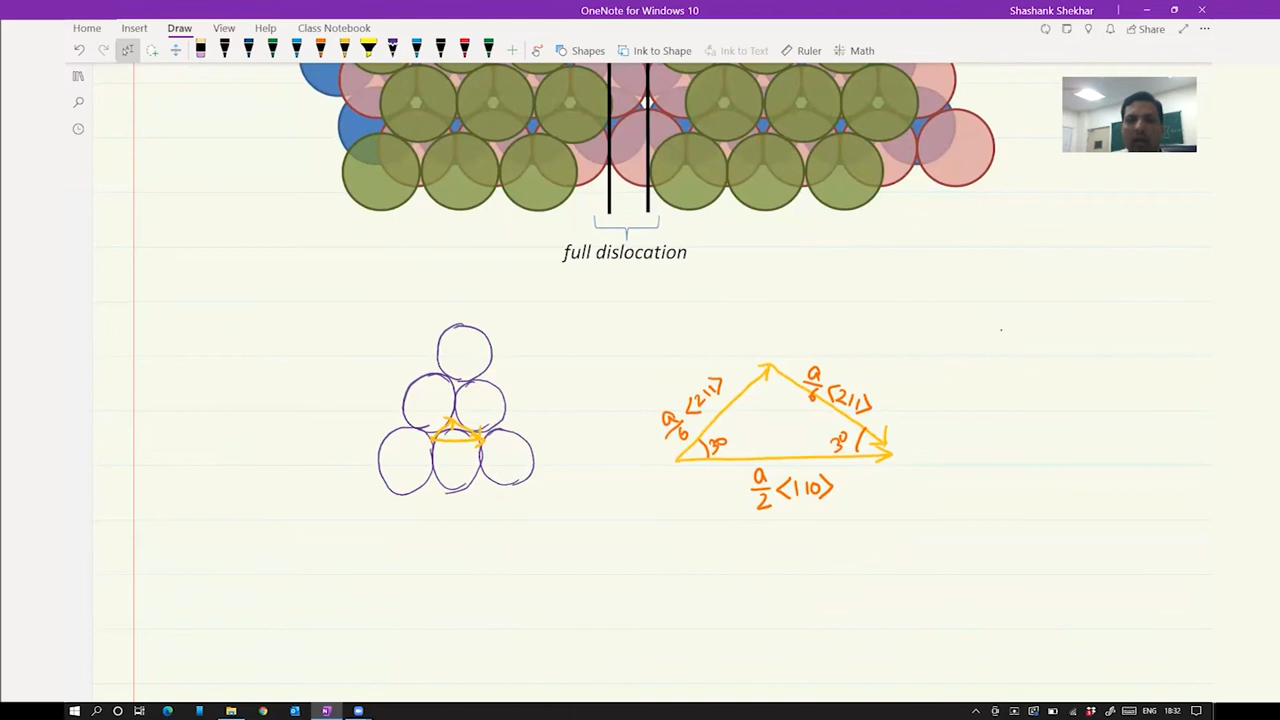 OneNote for Windows 10
Shashank Shekhar
Home Insert Draw View Help Class Notebook
Share
Shapes Ink to Shape Ink to Text Ruler Math
full dislocation
a/6 <211>
a/6 <211>
30
30
a/2 <110>
ENG 18:32